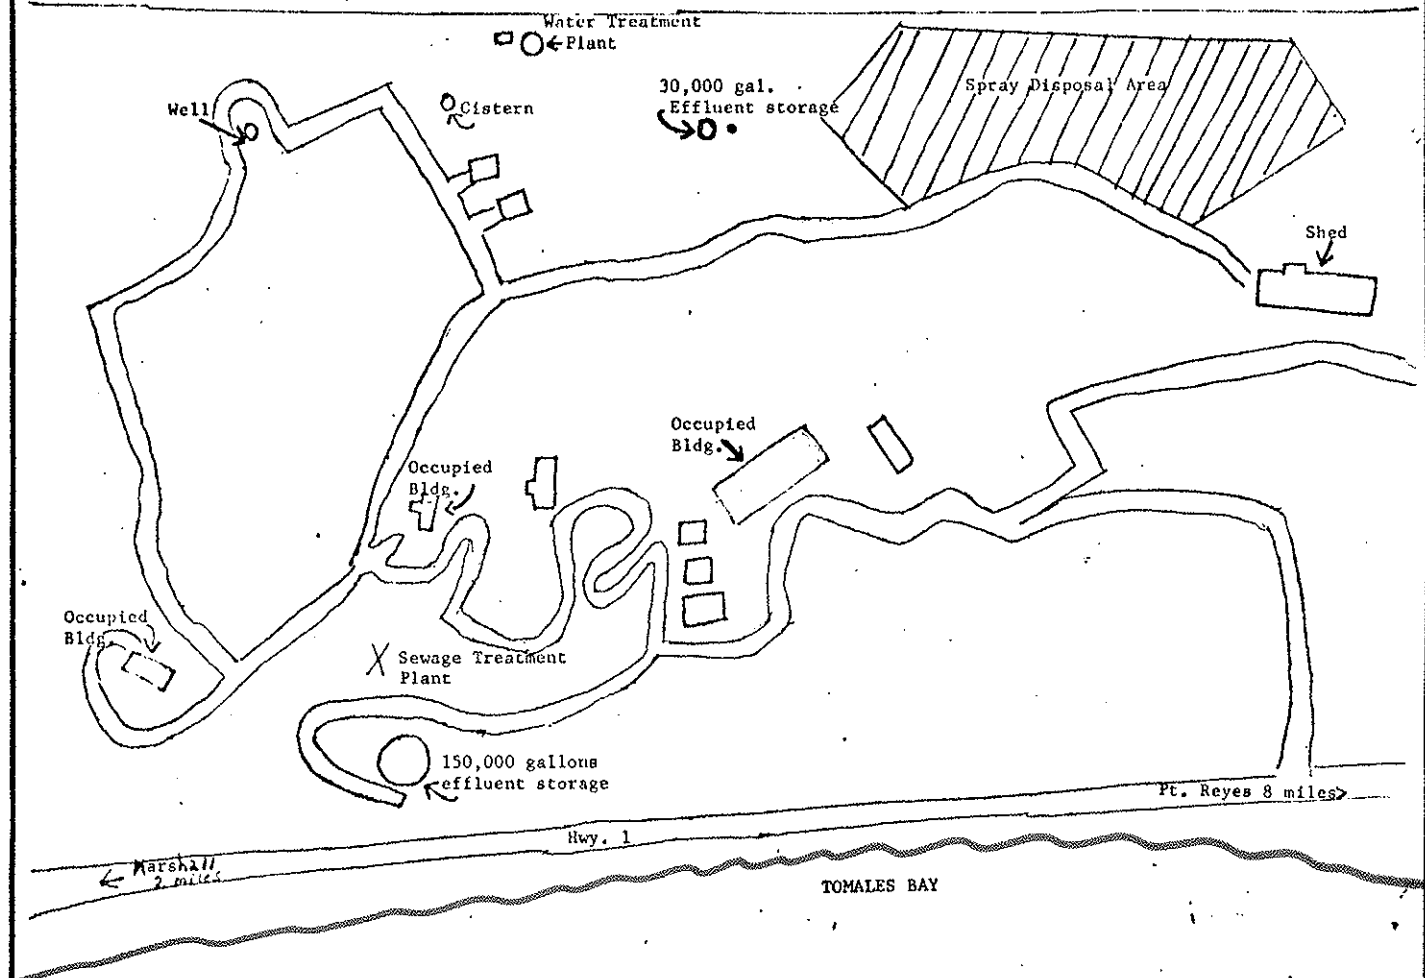 Water Treatment
Plant
30,000 gal.
Effluent storage
Spray Disposal Area
Well
Cistern
Shed
Occupied
Bldg.
Occupied
Bldg.
Occupied
Bldg.
X Sewage Treatment
Plant
150,000 gallons
effluent storage
Pt. Reyes 8 miles
Hwy. 1
Marshall
2 miles
TOMALES BAY